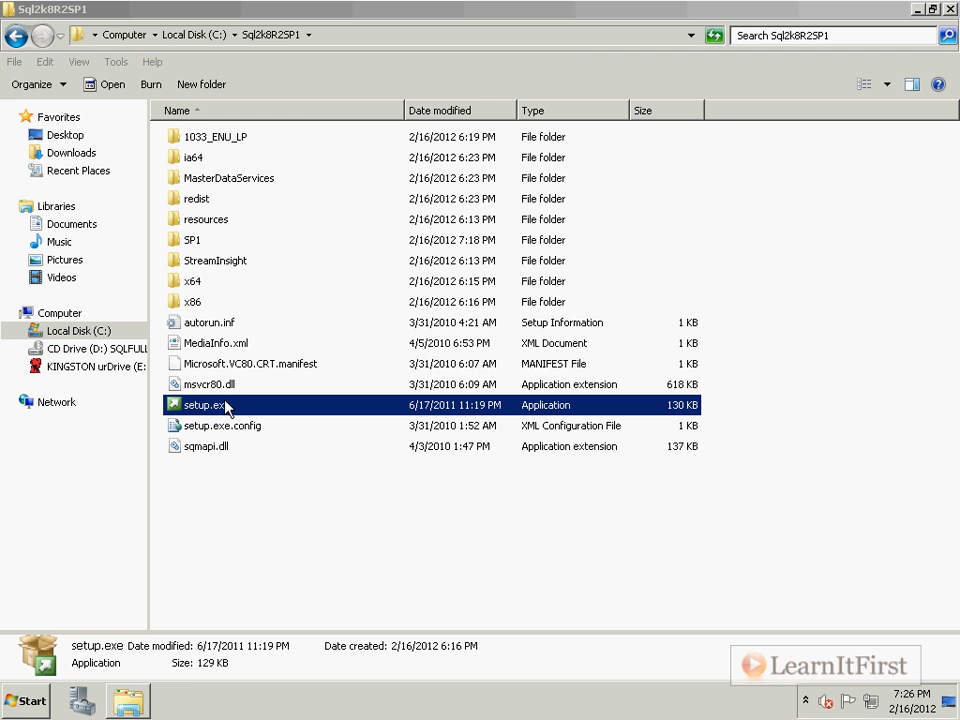 Sql2k8R2SP1
Computer Local Disk (C:) Sql2k8R2SP1
Search Sql2k8R2SP1
File Edit View Tools Help
Organize Open Burn New folder
Name Date modified Type Size
Favorites
Desktop
Downloads
Recent Places
Libraries
Documents
Music
Pictures
Videos
Computer
Local Disk (C:)
CD Drive (D:) SQLFULL
KINGSTON urDrive (E:
Network
1033_ENU_LP 2/16/2012 6:19 PM File folder
ia64 2/16/2012 6:23 PM File folder
MasterDataServices 2/16/2012 6:23 PM File folder
redist 2/16/2012 6:23 PM File folder
resources 2/16/2012 6:13 PM File folder
SP1 2/16/2012 7:18 PM File folder
StreamInsight 2/16/2012 6:13 PM File folder
x64 2/16/2012 6:15 PM File folder
x86 2/16/2012 6:16 PM File folder
autorun.inf 3/31/2010 4:21 AM Setup Information 1 KB
MediaInfo.xml 4/5/2010 6:53 PM XML Document 1 KB
Microsoft.VC80.CRT.manifest 3/31/2010 6:07 AM MANIFEST File 1 KB
msvcr80.dll 3/31/2010 6:09 AM Application extension 618 KB
setup.exe 6/17/2011 11:19 PM Application 130 KB
setup.exe.config 3/31/2010 1:52 AM XML Configuration File 1 KB
sqmapi.dll 4/3/2010 1:47 PM Application extension 137 KB
setup.exe Date modified: 6/17/2011 11:19 PM Date created: 2/16/2012 6:16 PM
Application Size: 129 KB
LearnItFirst
Start
7:26 PM
2/16/2012